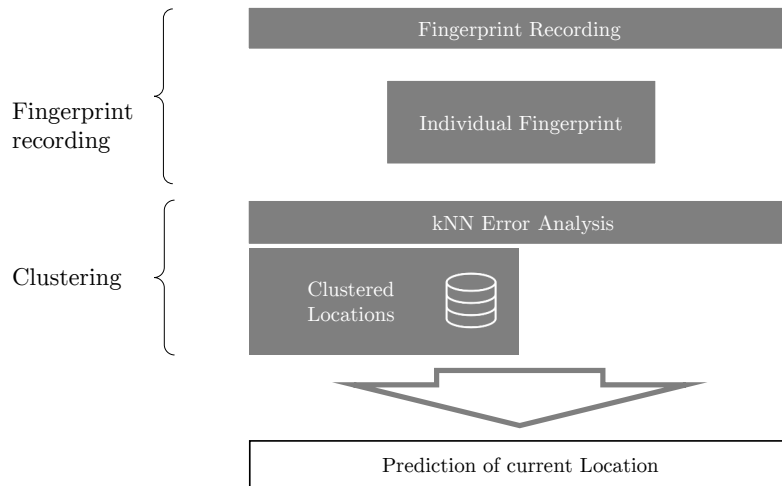 Fingerprint Recording
Fingerprint
recording
Individual Fingerprint
kNN Error Analysis
Clustering
Clustered
Locations
Prediction of current Location